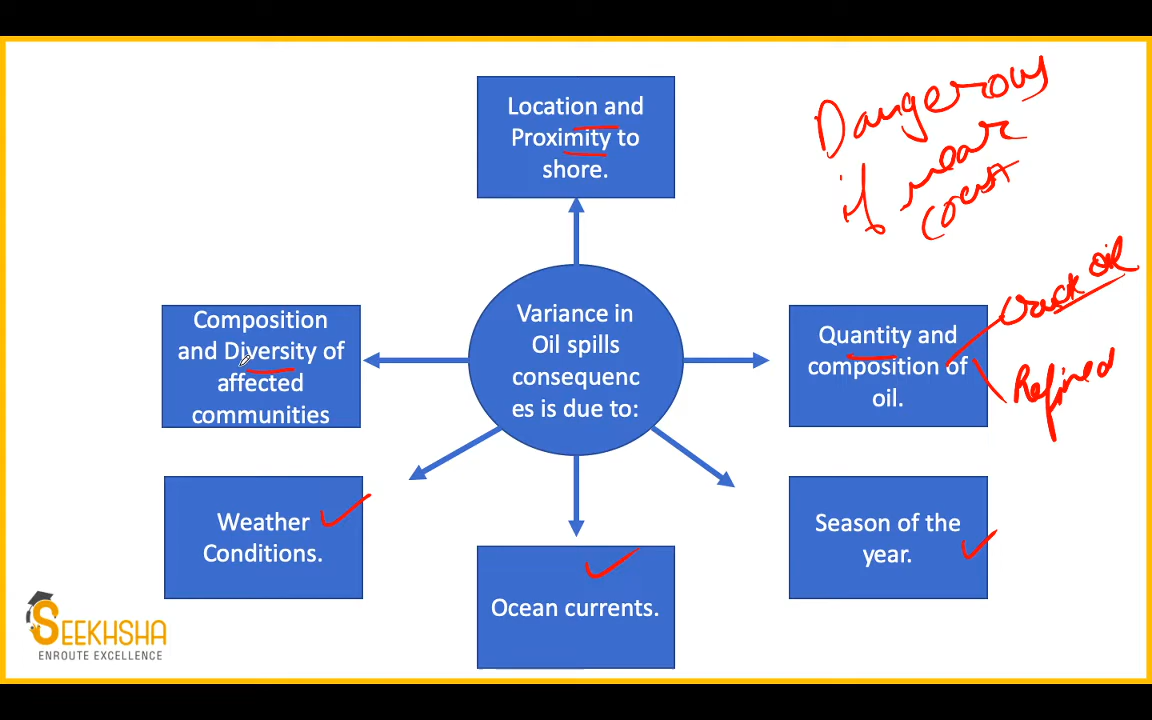 Location and
Proximity to
shore.
Dangerous
if near
coast
Composition
and Diversity of
affected
communities
Variance in
Oil spills
consequenc
es is due to:
Quantity and
composition of
oil.
Crude oil
Refined
Weather
Conditions.
Ocean currents.
Season of the
year.
SEEKHSHA
ENROUTE EXCELLENCE